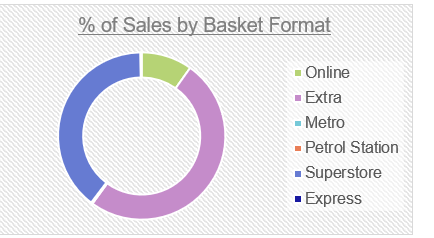 % of Sales by Basket Format
Online
Extra
Metro
Petrol Station
Superstore
Express